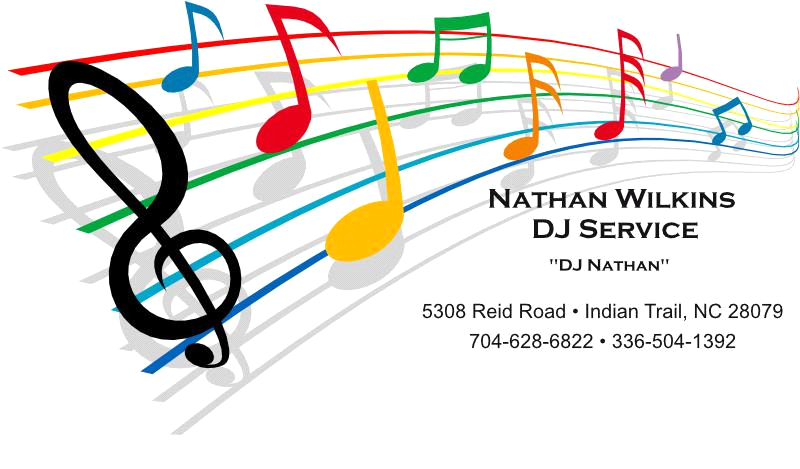 Nathan Wilkins
DJ Service
"DJ Nathan"
5308 Reid Road • Indian Trail, NC 28079
704-628-6822 • 336-504-1392